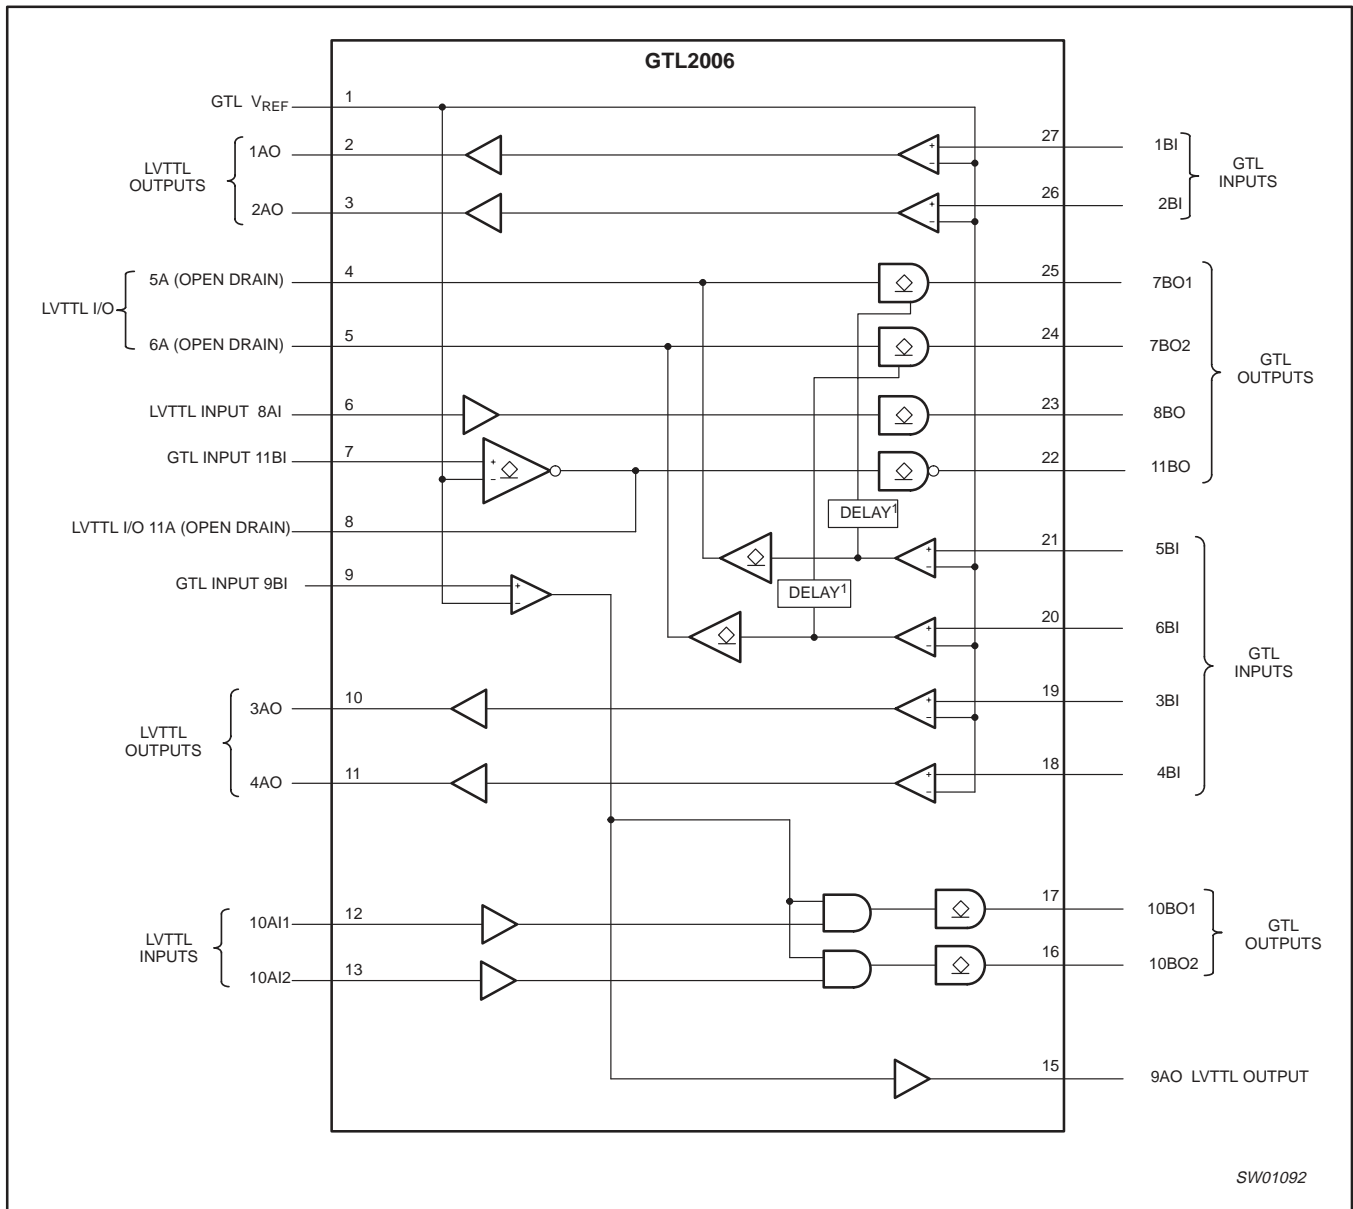 GTL2006
GTL VREF
1
1AO
2
LVTTL
OUTPUTS
2AO
3
27
1BI
GTL
INPUTS
26
2BI
5A (OPEN DRAIN)
4
LVTTL I/O
6A (OPEN DRAIN)
5
25
7BO1
24
7BO2
GTL
OUTPUTS
LVTTL INPUT 8AI
6
23
8BO
GTL INPUT 11BI
7
22
11BO
LVTTL I/O 11A (OPEN DRAIN)
8
DELAY1
21
5BI
GTL INPUT 9BI
9
DELAY1
20
6BI
GTL
INPUTS
3AO
10
LVTTL
OUTPUTS
4AO
11
19
3BI
18
4BI
10AI1
12
LVTTL
INPUTS
10AI2
13
17
10BO1
GTL
OUTPUTS
16
10BO2
15
9AO LVTTL OUTPUT
SW01092